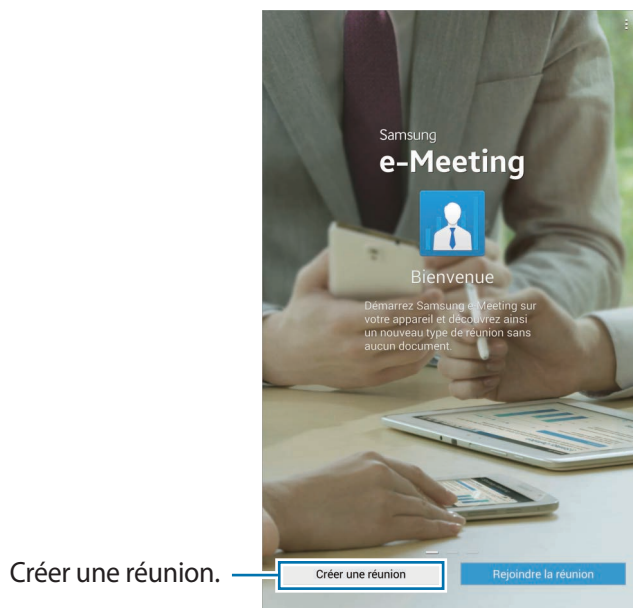 Samsung
e-Meeting
Bienvenue
Démarrez Samsung e-Meeting sur
votre appareil et découvrez ainsi
un nouveau type de réunion sans
aucun document.
Créer une réunion.
Créer une réunion
Rejoindre la réunion